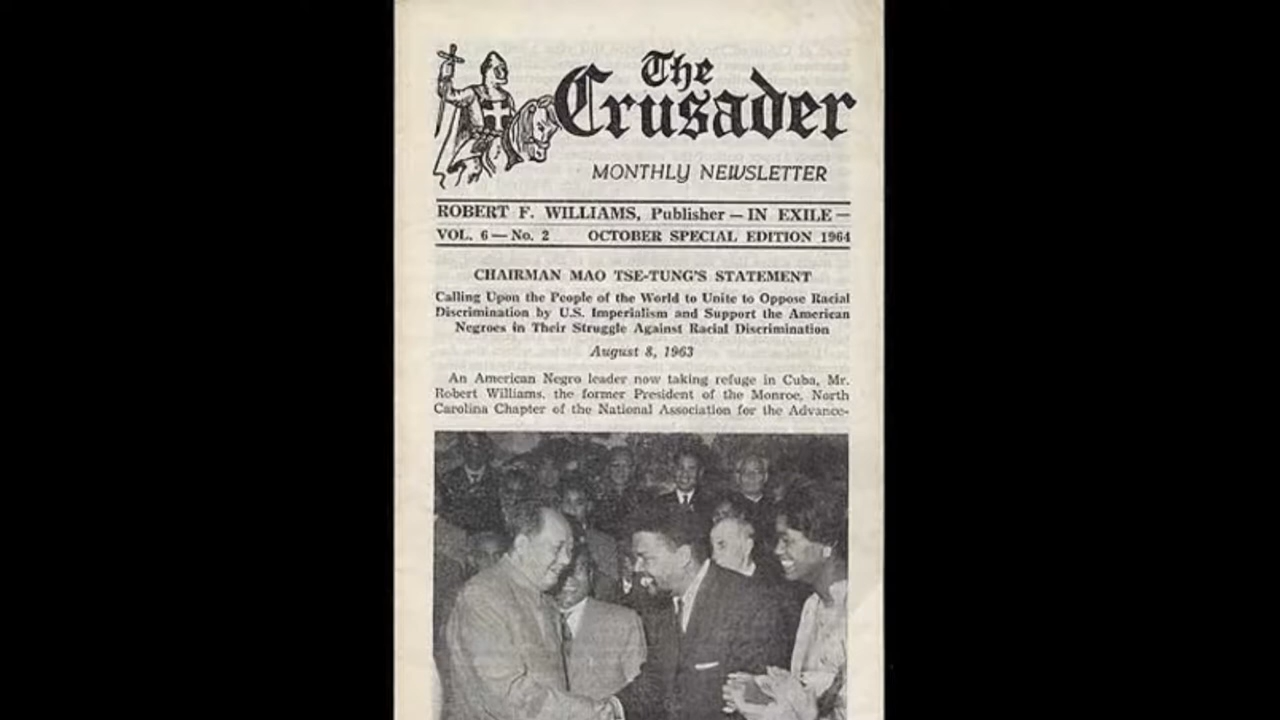 The
Crusader
MONTHLY NEWSLETTER
ROBERT F. WILLIAMS, Publisher — IN EXILE —
VOL. 6 — No. 2 OCTOBER SPECIAL EDITION 1964
CHAIRMAN MAO TSE-TUNG'S STATEMENT
Calling Upon the People of the World to Unite to Oppose Racial
Discrimination by U.S. Imperialism and Support the American
Negroes in Their Struggle Against Racial Discrimination
August 8, 1963
An American Negro leader now taking refuge in Cuba, Mr.
Robert Williams, the former President of the Monroe, North
Carolina Chapter of the National Association for the Advance-